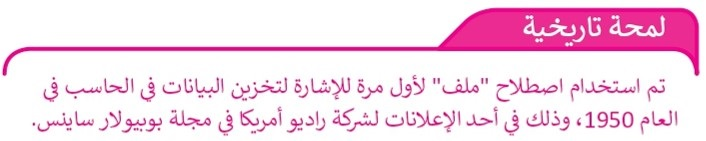 لمحة تاريخية
تم استخدام اصطلاح "ملف" لأول مرة للإشارة لتخزين البيانات في الحاسب في
العام 1950، وذلك في أحد الإعلانات لشركة راديو أمريكا في مجلة بوبيولار ساينس.